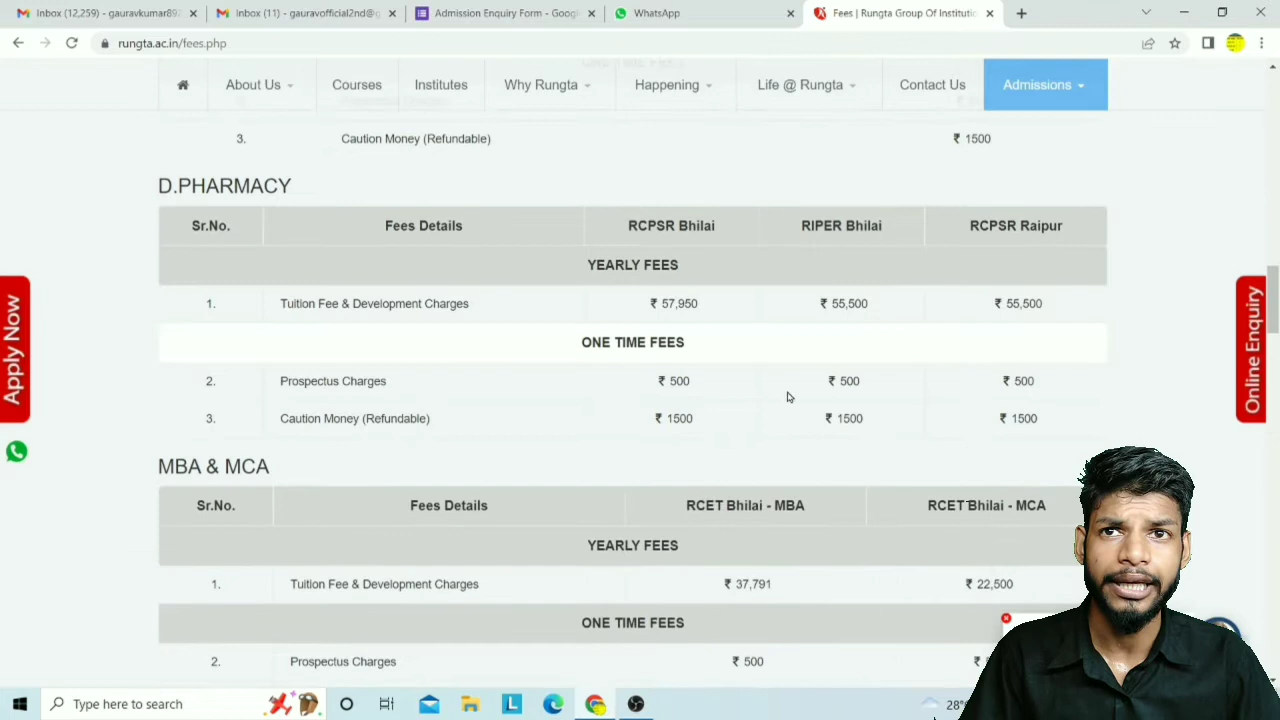 Inbox (12,259) - gauravkumar89
Inbox (11) - gauravofficial2nd@g
Admission Enquiry Form - Googl
WhatsApp
Fees | Rungta Group Of Institutio
rungta.ac.in/fees.php
About Us
Courses
Institutes
Why Rungta
Happening
Life @ Rungta
Contact Us
Admissions
3. Caution Money (Refundable) ₹ 1500
D.PHARMACY
Sr.No. Fees Details RCPSR Bhilai RIPER Bhilai RCPSR Raipur
YEARLY FEES
1. Tuition Fee & Development Charges ₹ 57,950 ₹ 55,500 ₹ 55,500
ONE TIME FEES
2. Prospectus Charges ₹ 500 ₹ 500 ₹ 500
3. Caution Money (Refundable) ₹ 1500 ₹ 1500 ₹ 1500
MBA & MCA
Sr.No. Fees Details RCET Bhilai - MBA RCET Bhilai - MCA
YEARLY FEES
1. Tuition Fee & Development Charges ₹ 37,791 ₹ 22,500
ONE TIME FEES
2. Prospectus Charges ₹ 500 ₹
Apply Now
Online Enquiry
Type here to search
28°